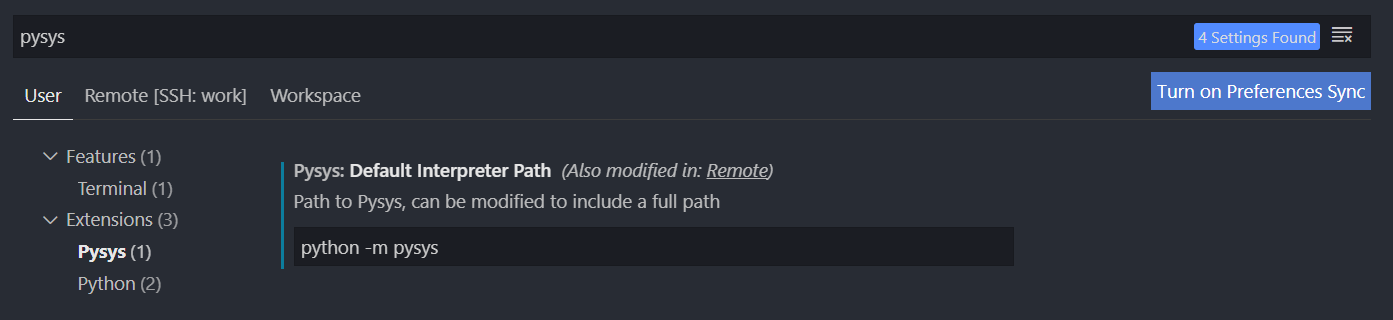 pysys
4 Settings Found
User Remote [SSH: work] Workspace
Turn on Preferences Sync
Features (1)
Terminal (1)
Extensions (3)
Pysys (1)
Python (2)
Pysys: Default Interpreter Path (Also modified in: Remote)
Path to Pysys, can be modified to include a full path
python -m pysys